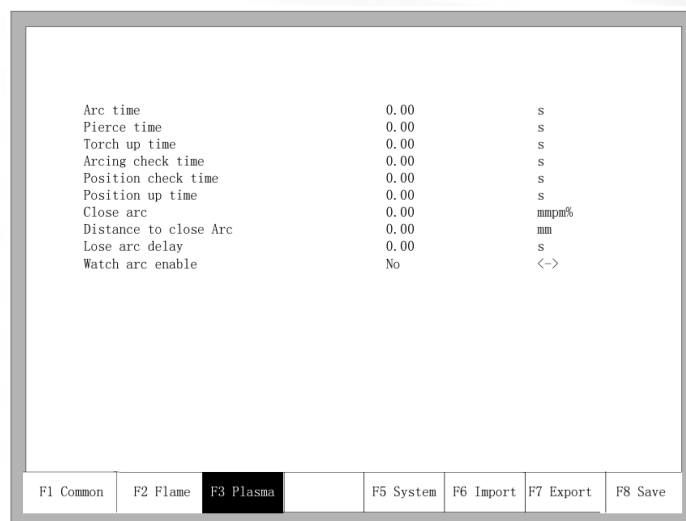 Arc time 0.00 s
Pierce time 0.00 s
Torch up time 0.00 s
Arcing check time 0.00 s
Position check time 0.00 s
Position up time 0.00 s
Close arc 0.00 mmpm%
Distance to close Arc 0.00 mm
Lose arc delay 0.00 s
Watch arc enable No <->
F1 Common F2 Flame F3 Plasma F5 System F6 Import F7 Export F8 Save